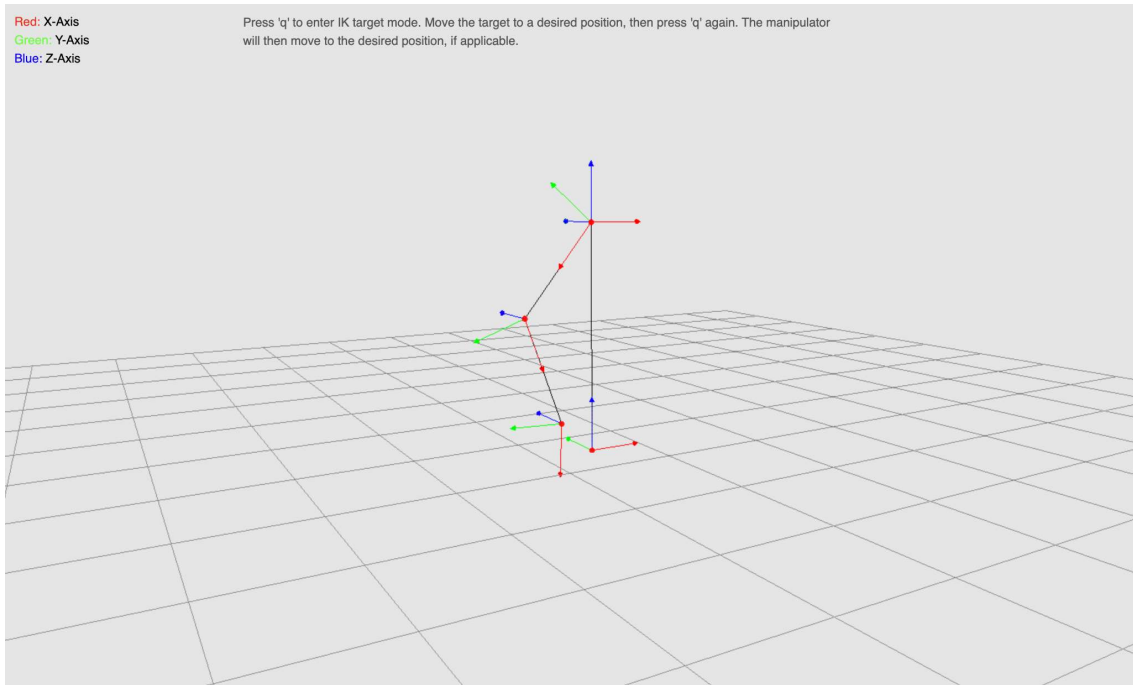 Red: X-Axis
Green: Y-Axis
Blue: Z-Axis
Press 'q' to enter IK target mode. Move the target to a desired position, then press 'q' again. The manipulator
will then move to the desired position, if applicable.